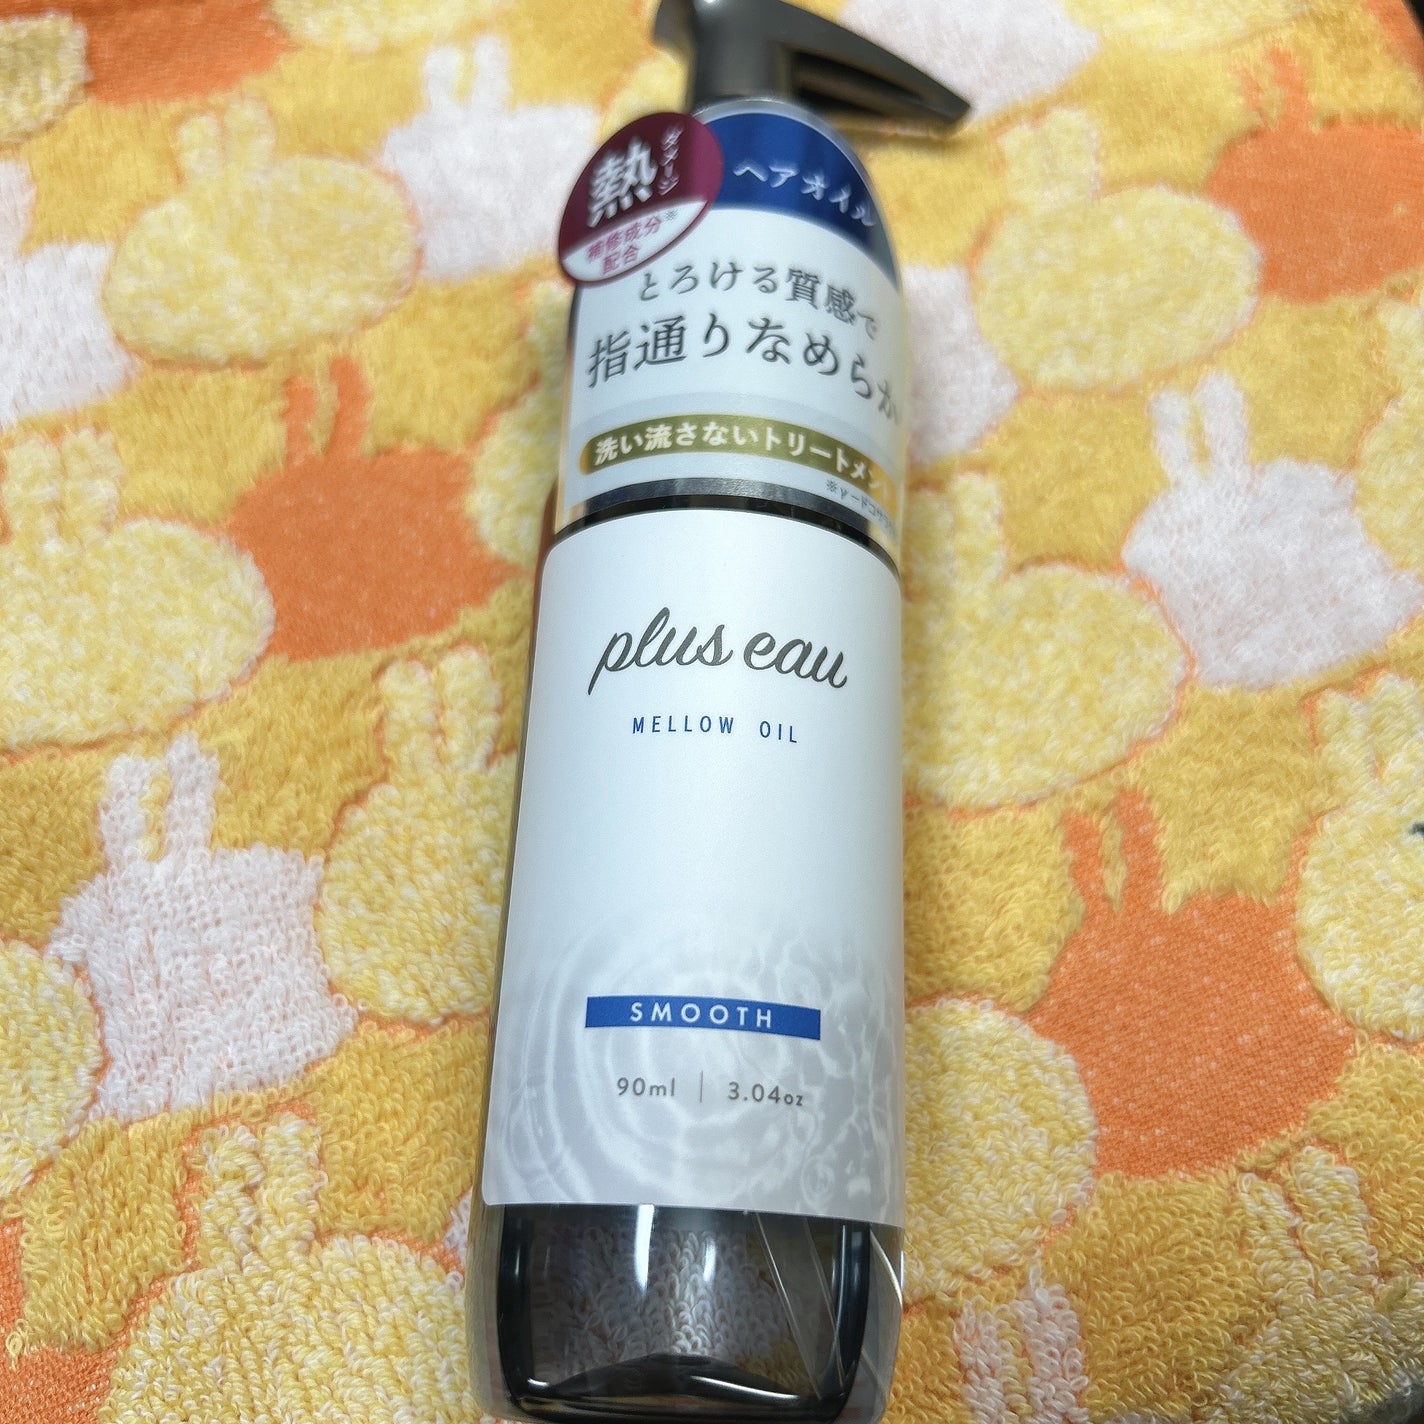 ヘアオイル
熱
ダメージ
補修成分※
配合
とろける質感で
指通りなめらか
洗い流さないトリートメント
plus eau
MELLOW OIL
SMOOTH
90ml | 3.04oz